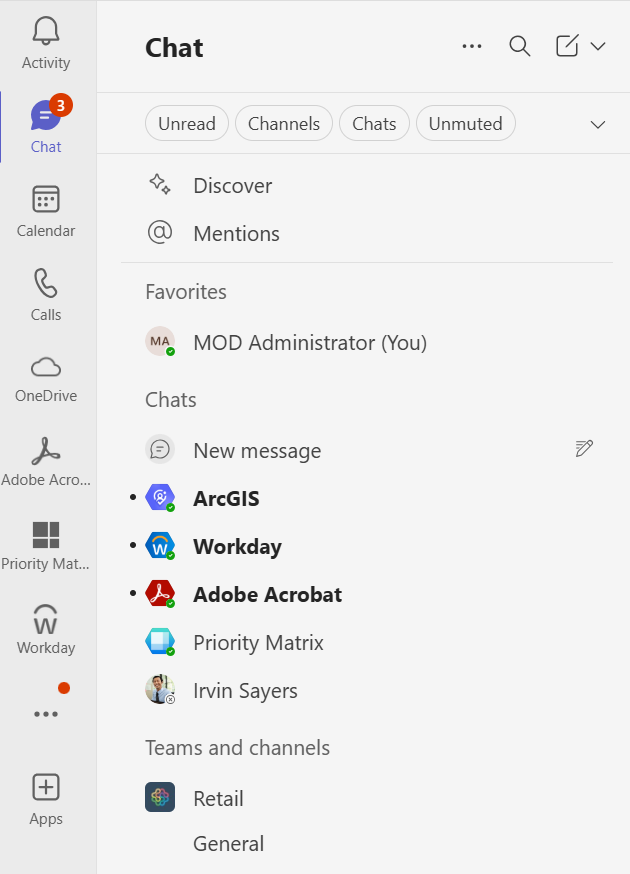 Activity
3
Chat
Calendar
Calls
OneDrive
Adobe Acro...
Priority Mat...
Workday
Apps
Chat
Unread Channels Chats Unmuted
Discover
Mentions
Favorites
MA MOD Administrator (You)
Chats
New message
ArcGIS
Workday
Adobe Acrobat
Priority Matrix
Irvin Sayers
Teams and channels
Retail
General